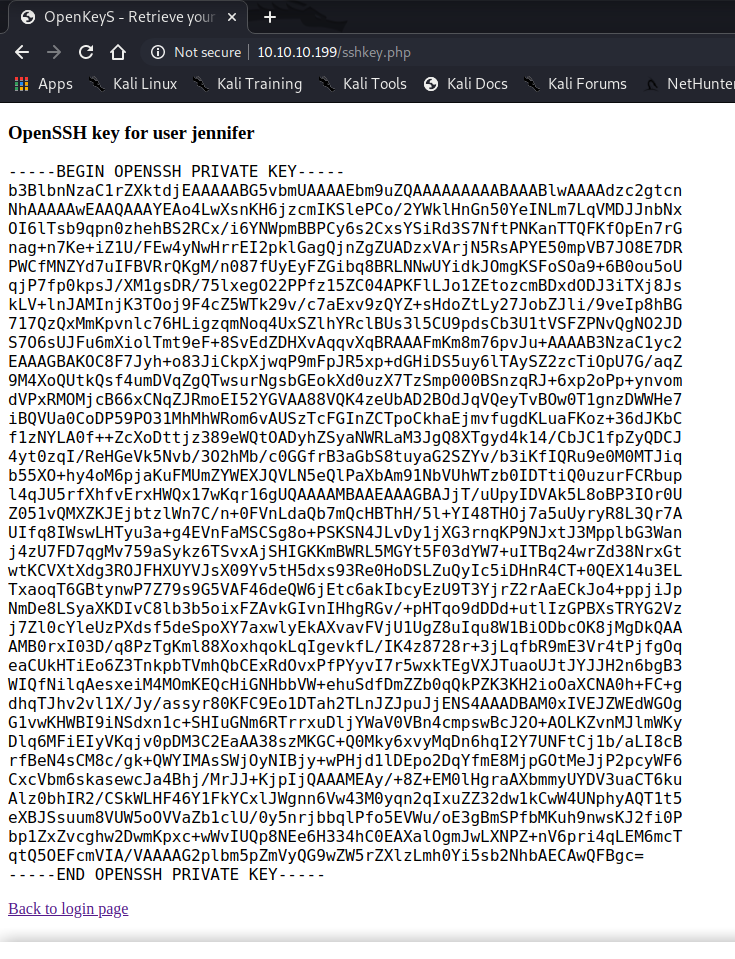 OpenKeyS - Retrieve your
Not secure | 10.10.10.199/sshkey.php
Apps Kali Linux Kali Training Kali Tools Kali Docs Kali Forums NetHunter
OpenSSH key for user jennifer
-----BEGIN OPENSSH PRIVATE KEY-----
b3BlbnNzaC1rZXktdjEAAAAABG5vbmUAAAAEbm9uZQAAAAAAAAABAAABlwAAAAdzc2gtcn
NhAAAAAwEAAQAAAYEAo4LwXsnKH6jzcmIKSlePCo/2YWklHnGn50YeINLm7LqVMDJJnbNx
OI6lTsb9qpn0zhehBS2RCx/i6YNWpmBBPCy6s2CxsYSiRd3S7NftPNKanTTQFKfOpEn7rG
nag+n7Ke+iZ1U/FEw4yNwHrrEI2pklGagQjnZgZUADzxVArjN5RsAPYE50mpVB7JO8E7DR
PWCfMNZYd7uIFBVRrQKgM/n087fUyEyFZGibq8BRLNNwUYidkJOmgKSFoSOa9+6B0ou5oU
qjP7fp0kpsJ/XM1gsDR/75lxegO22PPfz15ZC04APKFlLJo1ZEtozcmBDxdODJ3iTXj8Js
kLV+lnJAMInjK3TOoj9F4cZ5WTk29v/c7aExv9zQYZ+sHdoZtLy27JobZJli/9veIp8hBG
717QzQxMmKpvnlc76HLigzqmNoq4UxSZlhYRclBUs3l5CU9pdsCb3U1tVSFZPNvQgNO2JD
S7O6sUJFu6mXiolTmt9eF+8SvEdZDHXvAqqvXqBRAAAFmKm8m76pvJu+AAAAB3NzaC1yc2
EAAAGBAKOC8F7Jyh+o83JiCkpXjwqP9mFpJR5xp+dGHiDS5uy6lTAySZ2zcTiOpU7G/aqZ
9M4XoQUtkQsf4umDVqZgQTwsurNgsbGEokXd0uzX7TzSmp000BSnzqRJ+6xp2oPp+ynvom
dVPxRMOMjcB66xCNqZJRmoEI52YGVAA88VQK4zeUbAD2BOdJqVQeyTvBOw0T1gnzDWWHe7
iBQVUa0CoDP59PO31MhMhWRom6vAUSzTcFGInZCTpoCkhaEjmvfugdKLuaFKoz+36dJKbC
f1zNYLA0f++ZcXoDttjz389eWQtOADyhZSyaNWRLaM3JgQ8XTgyd4k14/CbJC1fpZyQDCJ
4yt0zqI/ReHGeVk5Nvb/3O2hMb/c0GGfrB3aGbS8tuyaG2SZYv/b3iKfIQRu9e0M0MTJiq
b55XO+hy4oM6pjaKuFMUmZYWEXJQVLN5eQlPaXbAm91NbVUhWTzb0IDTtiQ0uzurFCRbup
l4qJU5rfXhfvErxHWQx17wKqr16gUQAAAAMBAAEAAAGBAJjT/uUpyIDVAk5L8oBP3IOr0U
Z051vQMXZKJEjbtzlWn7C/n+0FVnLdaQb7mQcHBThH/5l+YI48THOj7a5uUyryR8L3Qr7A
UIfq8IWswLHTyu3a+g4EVnFaMSCSg8o+PSKSN4JLvDy1jXG3rnqKP9NJxtJ3MpplbG3Wan
j4zU7FD7qgMv759aSykz6TSvxAjSHIGKKmBWRL5MGYt5F03dYW7+uITBq24wrZd38NrxGt
wtKCVXtXdg3ROJFHXUYVJsX09Yv5tH5dxs93Re0HoDSLZuQyIc5iDHnR4CT+0QEX14u3EL
TxaoqT6GBtynwP7Z79s9G5VAF46deQW6jEtc6akIbcyEzU9T3YjrZ2rAaECkJo4+ppjiJp
NmDe8LSyaXKDIvC8lb3b5oixFZAvkGIvnIHhgRGv/+pHTqo9dDDd+utlIzGPBXsTRYG2Vz
j7Zl0cYleUzPXdsf5deSpoXY7axwlyEkAXvavFVjU1UgZ8uIqu8W1BiODbcOK8jMgDkQAA
AMB0rxI03D/q8PzTgKml88XoxhqokLqIgevkfL/IK4z8728r+3jLqfbR9mE3Vr4tPjfgOq
eaCUkHTiEo6Z3TnkpbTVmhQbCExRdOvxPfPYyvI7r5wxkTEgVXJTuaoUJtJYJJH2n6bgB3
WIQfNilqAesxeiM4MOmKEQcHiGNHbbVW+ehuSdfDmZZb0qQkPZK3KH2ioOaXCNA0h+FC+g
dhqTJhv2vl1X/Jy/assyr80KFC9Eo1DTah2TLnJZJpuJjENS4AAADBAM0xIVEJZWEdWGOg
G1vwKHWBI9iNSdxn1c+SHIuGNm6RTrrxuDljYWaV0VBn4cmpswBcJ2O+AOLKZvnMJlmWKy
Dlq6MFiEIyVKqjv0pDM3C2EaAA38szMKGC+Q0Mky6xvyMqDn6hqI2Y7UNFtCj1b/aLI8cB
rfBeN4sCM8c/gk+QWYIMAsSWjOyNIBjy+wPHjd1lDEpo2DqYfmE8MjpGOtMeJjP2pcyWF6
CxcVbm6skasewcJa4Bhj/MrJJ+KjpIjQAAAMEAy/+8Z+EM0lHgraAXbmmyUYDV3uaCT6ku
Alz0bhIR2/CSkWLHF46Y1FkYCxlJWgnn6Vw43M0yqn2qIxuZZ32dw1kCwW4UNphyAQT1t5
eXBJSsuum8VUW5oOVVaZb1clU/0y5nrjbbqlPfo5EVWu/oE3gBmSPfbMKuh9nwsKJ2fi0P
bp1ZxZvcghw2DwmKpxc+wWvIUQp8NEe6H334hC0EAXalOgmJwLXNPZ+nV6pri4qLEM6mcT
qtQ5OEFcmVIA/VAAAAG2plbm5pZmVyQG9wZW5rZXlzLmh0Yi5sb2NhbAECAwQFBgc=
-----END OPENSSH PRIVATE KEY-----
Back to login page